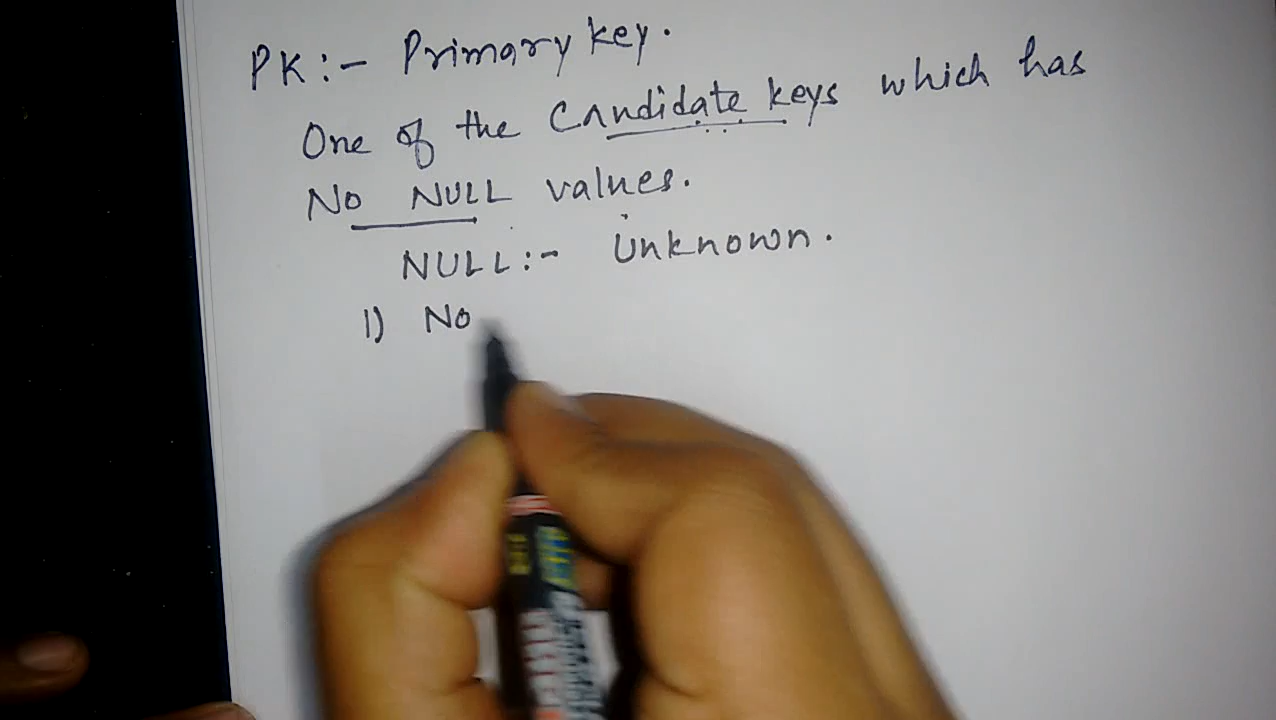 PK:- Primary key.
One of the Candidate keys which has
No NULL values.
NULL:- Unknown.
1) No